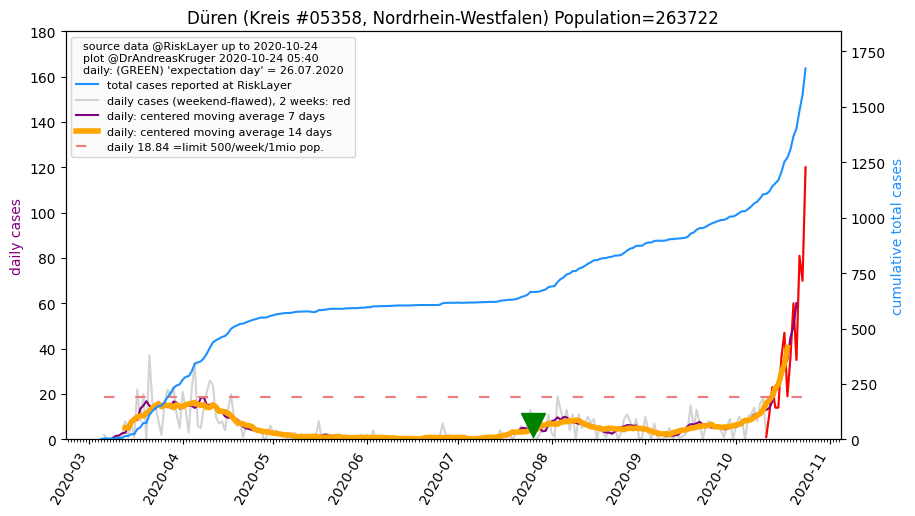 Düren (Kreis #05358, Nordrhein-Westfalen) Population=263722
source data @RiskLayer up to 2020-10-24
plot @DrAndreasKruger 2020-10-24 05:40
daily: (GREEN) 'expectation day' = 26.07.2020
total cases reported at RiskLayer
daily cases (weekend-flawed), 2 weeks: red
daily: centered moving average 7 days
daily: centered moving average 14 days
daily 18.84 =limit 500/week/1mio pop.
daily cases
180
160
140
120
100
80
60
40
20
0
cumulative total cases
1750
1500
1250
1000
750
500
250
0
2020-03
2020-04
2020-05
2020-06
2020-07
2020-08
2020-09
2020-10
2020-11